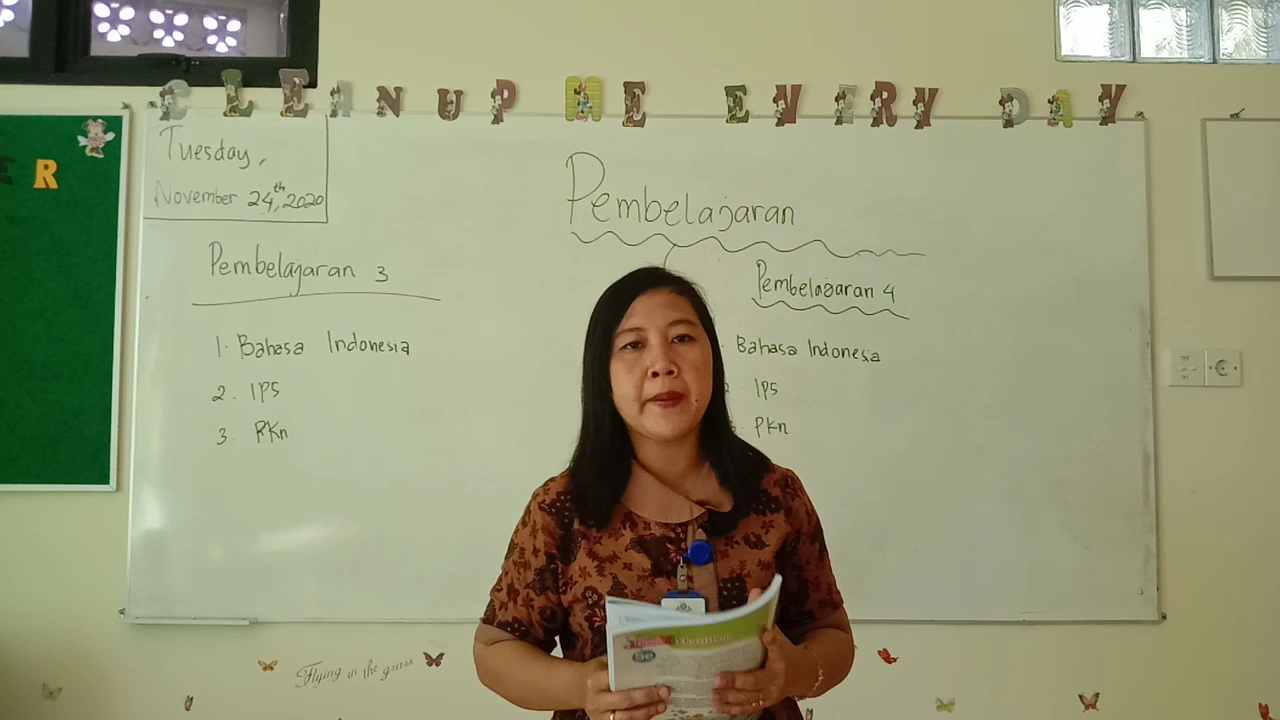 CLEAN UP ME EVERY DAY
ER
Tuesday,
November 24th, 2020
Pembelajaran
Pembelajaran 3
1. Bahasa Indonesia
2. IPS
3. PKn
Pembelajaran 4
Bahasa Indonesia
IPS
PKn
Flying in the grass